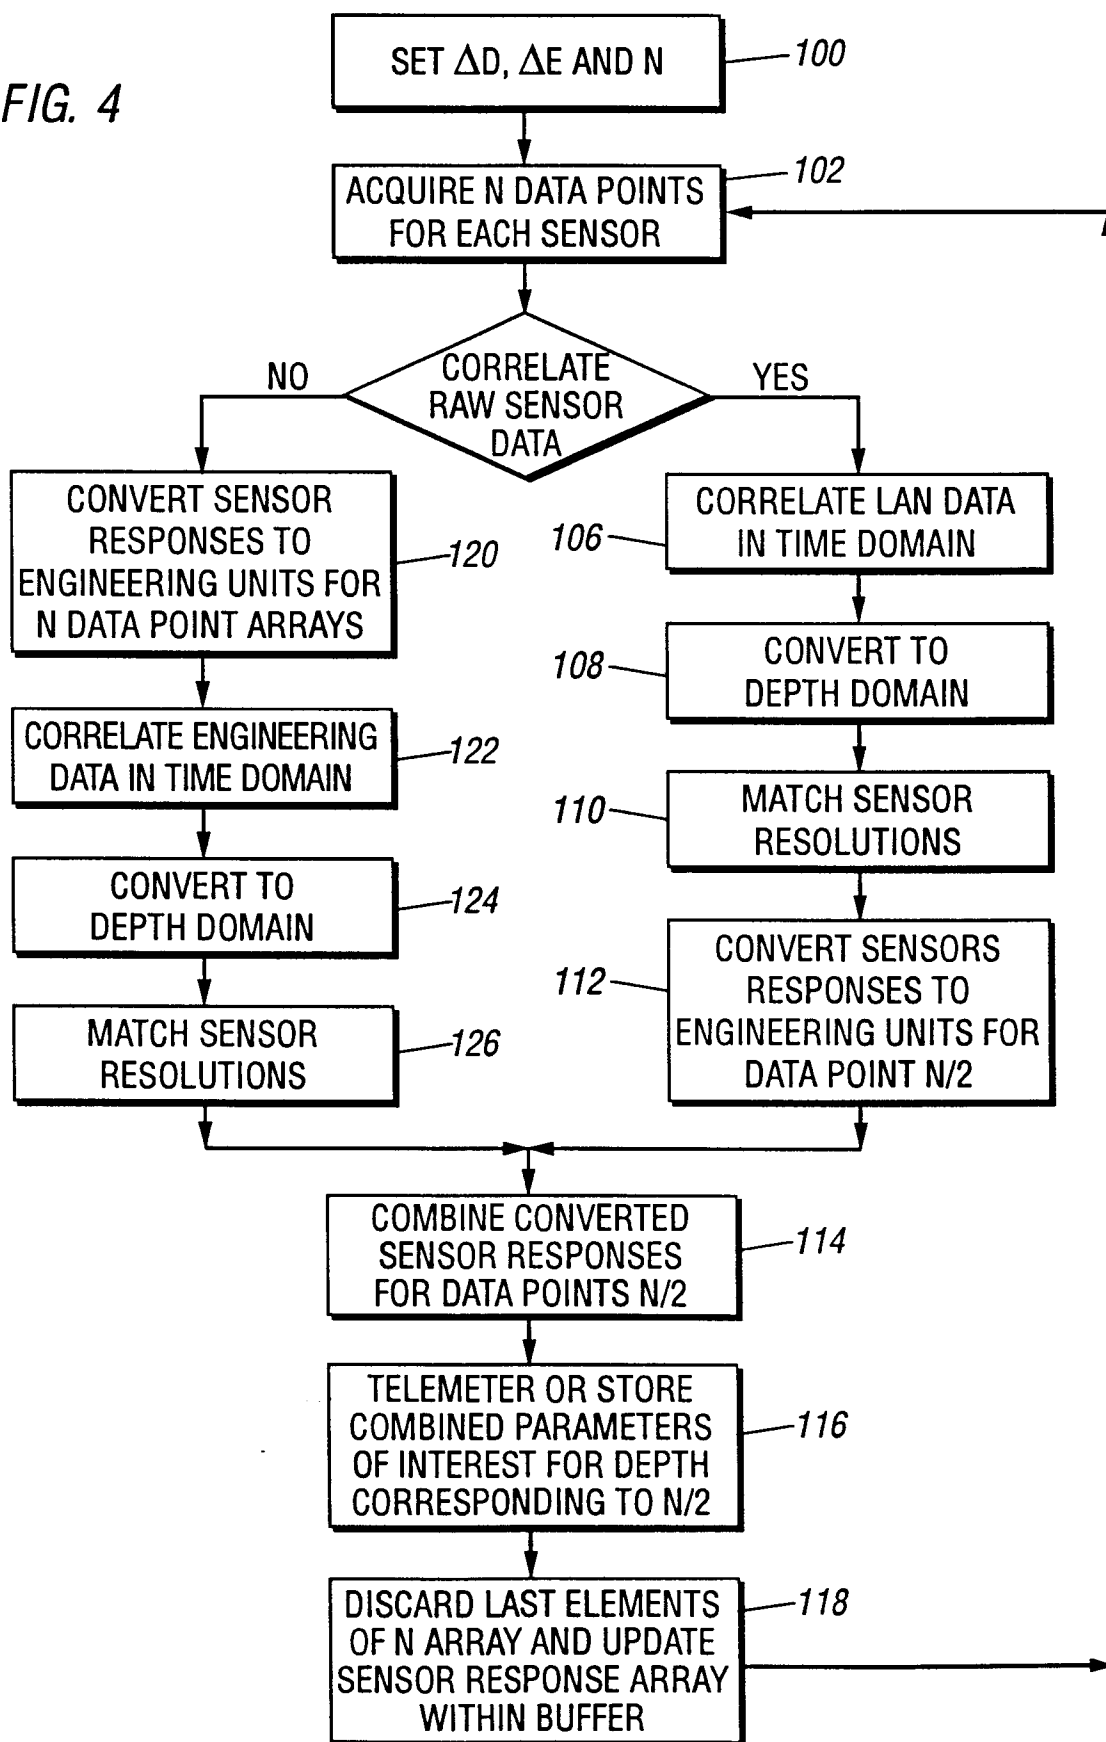 FIG. 4
SET ΔD, ΔE AND N
100
ACQUIRE N DATA POINTS
FOR EACH SENSOR
102
CORRELATE
RAW SENSOR
DATA
NO
YES
CONVERT SENSOR
RESPONSES TO
ENGINEERING UNITS FOR
N DATA POINT ARRAYS
120
CORRELATE ENGINEERING
DATA IN TIME DOMAIN
122
CONVERT TO
DEPTH DOMAIN
124
MATCH SENSOR
RESOLUTIONS
126
CORRELATE LAN DATA
IN TIME DOMAIN
106
CONVERT TO
DEPTH DOMAIN
108
MATCH SENSOR
RESOLUTIONS
110
CONVERT SENSORS
RESPONSES TO
ENGINEERING UNITS FOR
DATA POINT N/2
112
COMBINE CONVERTED
SENSOR RESPONSES
FOR DATA POINTS N/2
114
TELEMETER OR STORE
COMBINED PARAMETERS
OF INTEREST FOR DEPTH
CORRESPONDING TO N/2
116
DISCARD LAST ELEMENTS
OF N ARRAY AND UPDATE
SENSOR RESPONSE ARRAY
WITHIN BUFFER
118